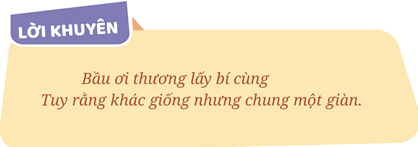 LỜI KHUYÊN
Bầu ơi thương lấy bí cùng
Tuy rằng khác giống nhưng chung một giàn.